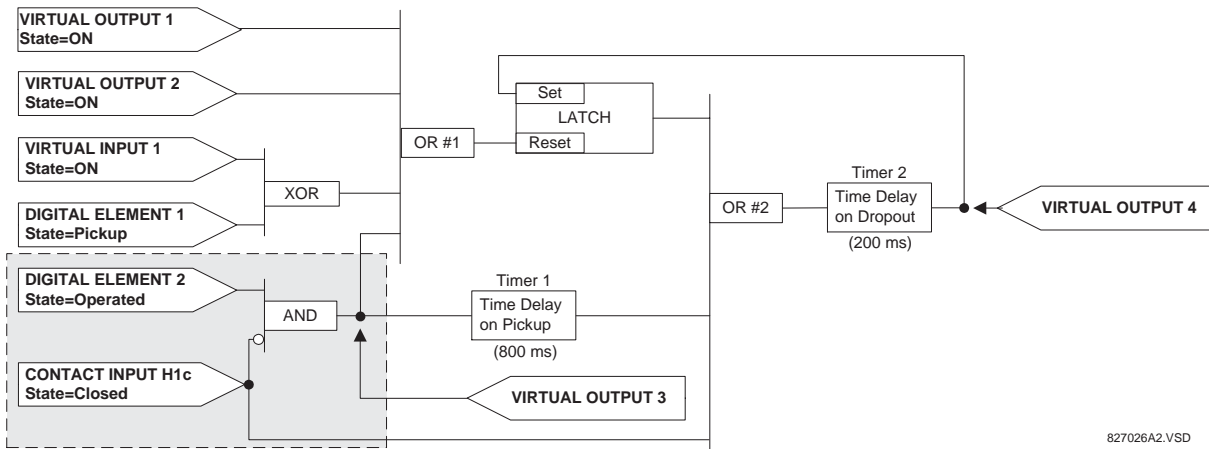 VIRTUAL OUTPUT 1
State=ON
VIRTUAL OUTPUT 2
State=ON
VIRTUAL INPUT 1
State=ON
DIGITAL ELEMENT 1
State=Pickup
DIGITAL ELEMENT 2
State=Operated
CONTACT INPUT H1c
State=Closed
XOR
AND
OR #1
Set
LATCH
Reset
Timer 1
Time Delay
on Pickup
(800 ms)
VIRTUAL OUTPUT 3
OR #2
Timer 2
Time Delay
on Dropout
(200 ms)
VIRTUAL OUTPUT 4
827026A2.VSD